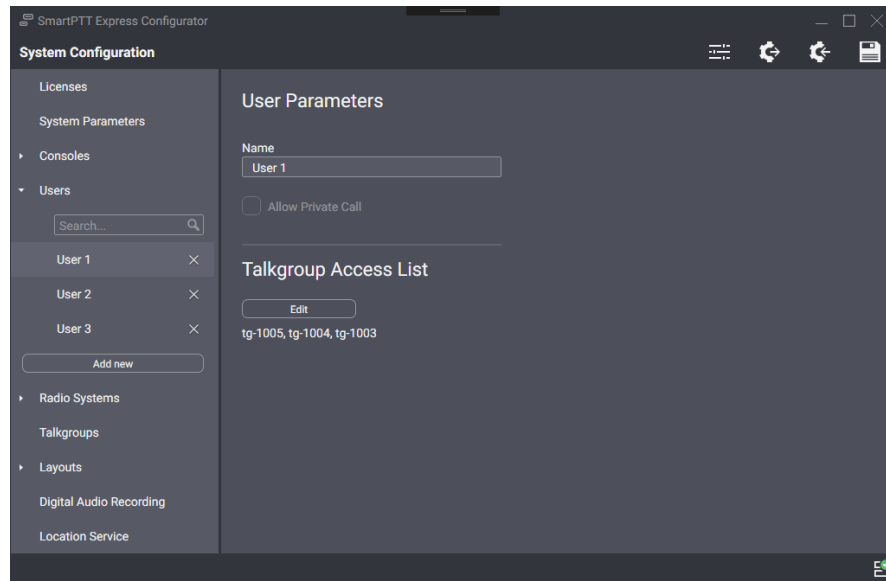 SmartPTT Express Configurator
System Configuration
Licenses
System Parameters
Consoles
Users
Search...
User 1
User 2
User 3
Add new
Radio Systems
Talkgroups
Layouts
Digital Audio Recording
Location Service
User Parameters
Name
User 1
Allow Private Call
Talkgroup Access List
Edit
tg-1005, tg-1004, tg-1003